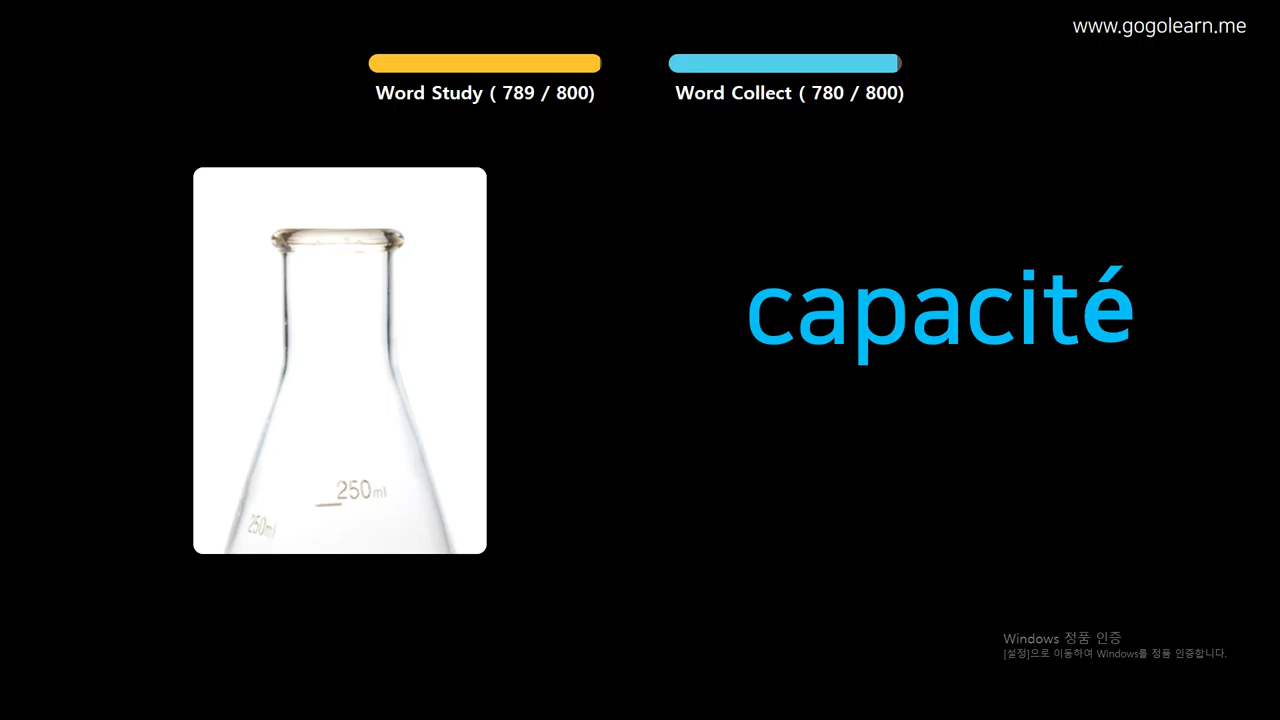 www.gogolearn.me
Word Study ( 789 / 800)
Word Collect ( 780 / 800)
capacité
250ml
250ml
Windows 정품 인증
[설정]으로 이동하여 Windows를 정품 인증합니다.